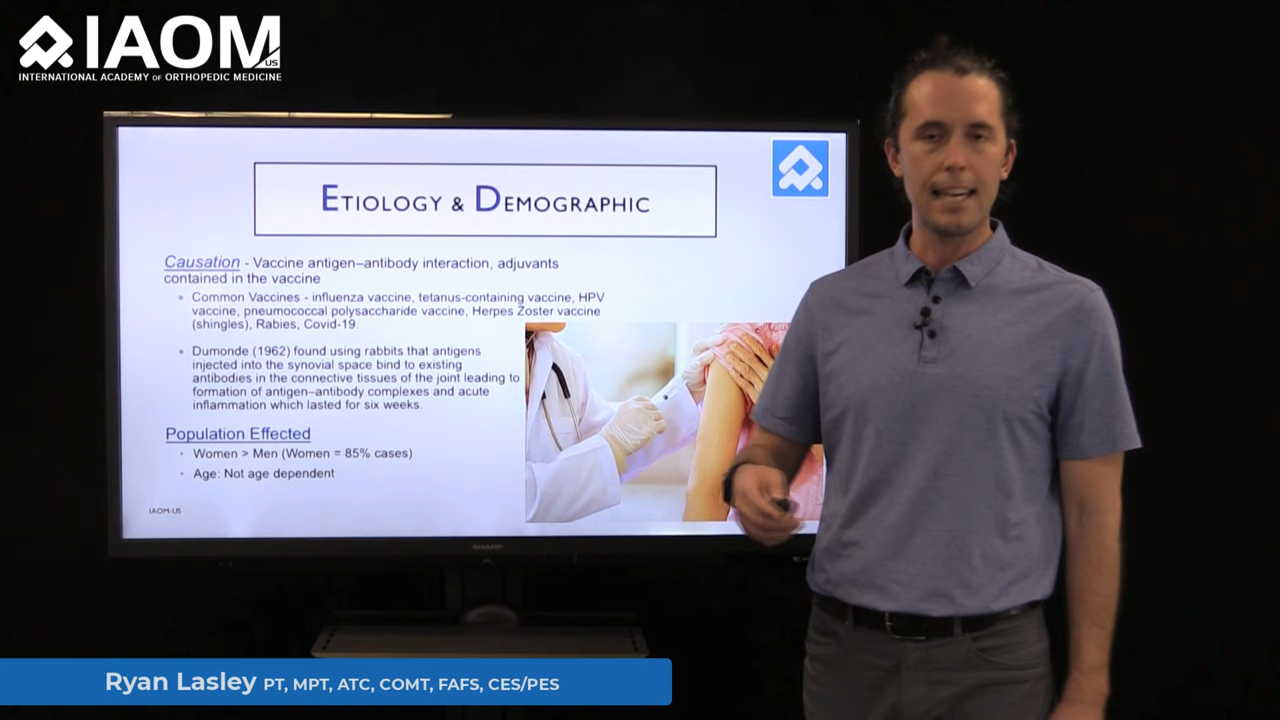 IAOM
.US
INTERNATIONAL ACADEMY OF ORTHOPEDIC MEDICINE
ETIOLOGY & DEMOGRAPHIC
Causation - Vaccine antigen–antibody interaction, adjuvants
contained in the vaccine
Common Vaccines - influenza vaccine, tetanus-containing vaccine, HPV
vaccine, pneumococcal polysaccharide vaccine, Herpes Zoster vaccine
(shingles), Rabies, Covid-19.
Dumonde (1962) found using rabbits that antigens
injected into the synovial space bind to existing
antibodies in the connective tissues of the joint leading to
formation of antigen–antibody complexes and acute
inflammation which lasted for six weeks.
Population Effected
Women > Men (Women = 85% cases)
Age: Not age dependent
IAOM-US
SHARP
Ryan Lasley PT, MPT, ATC, COMT, FAFS, CES/PES